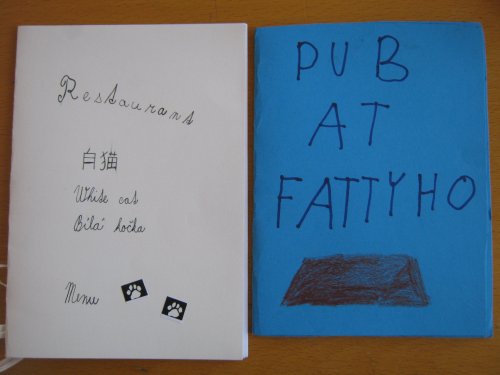 Restaurant
白猫
White cat
Bílá kočka
Menu
PUB
AT
FATTYHO